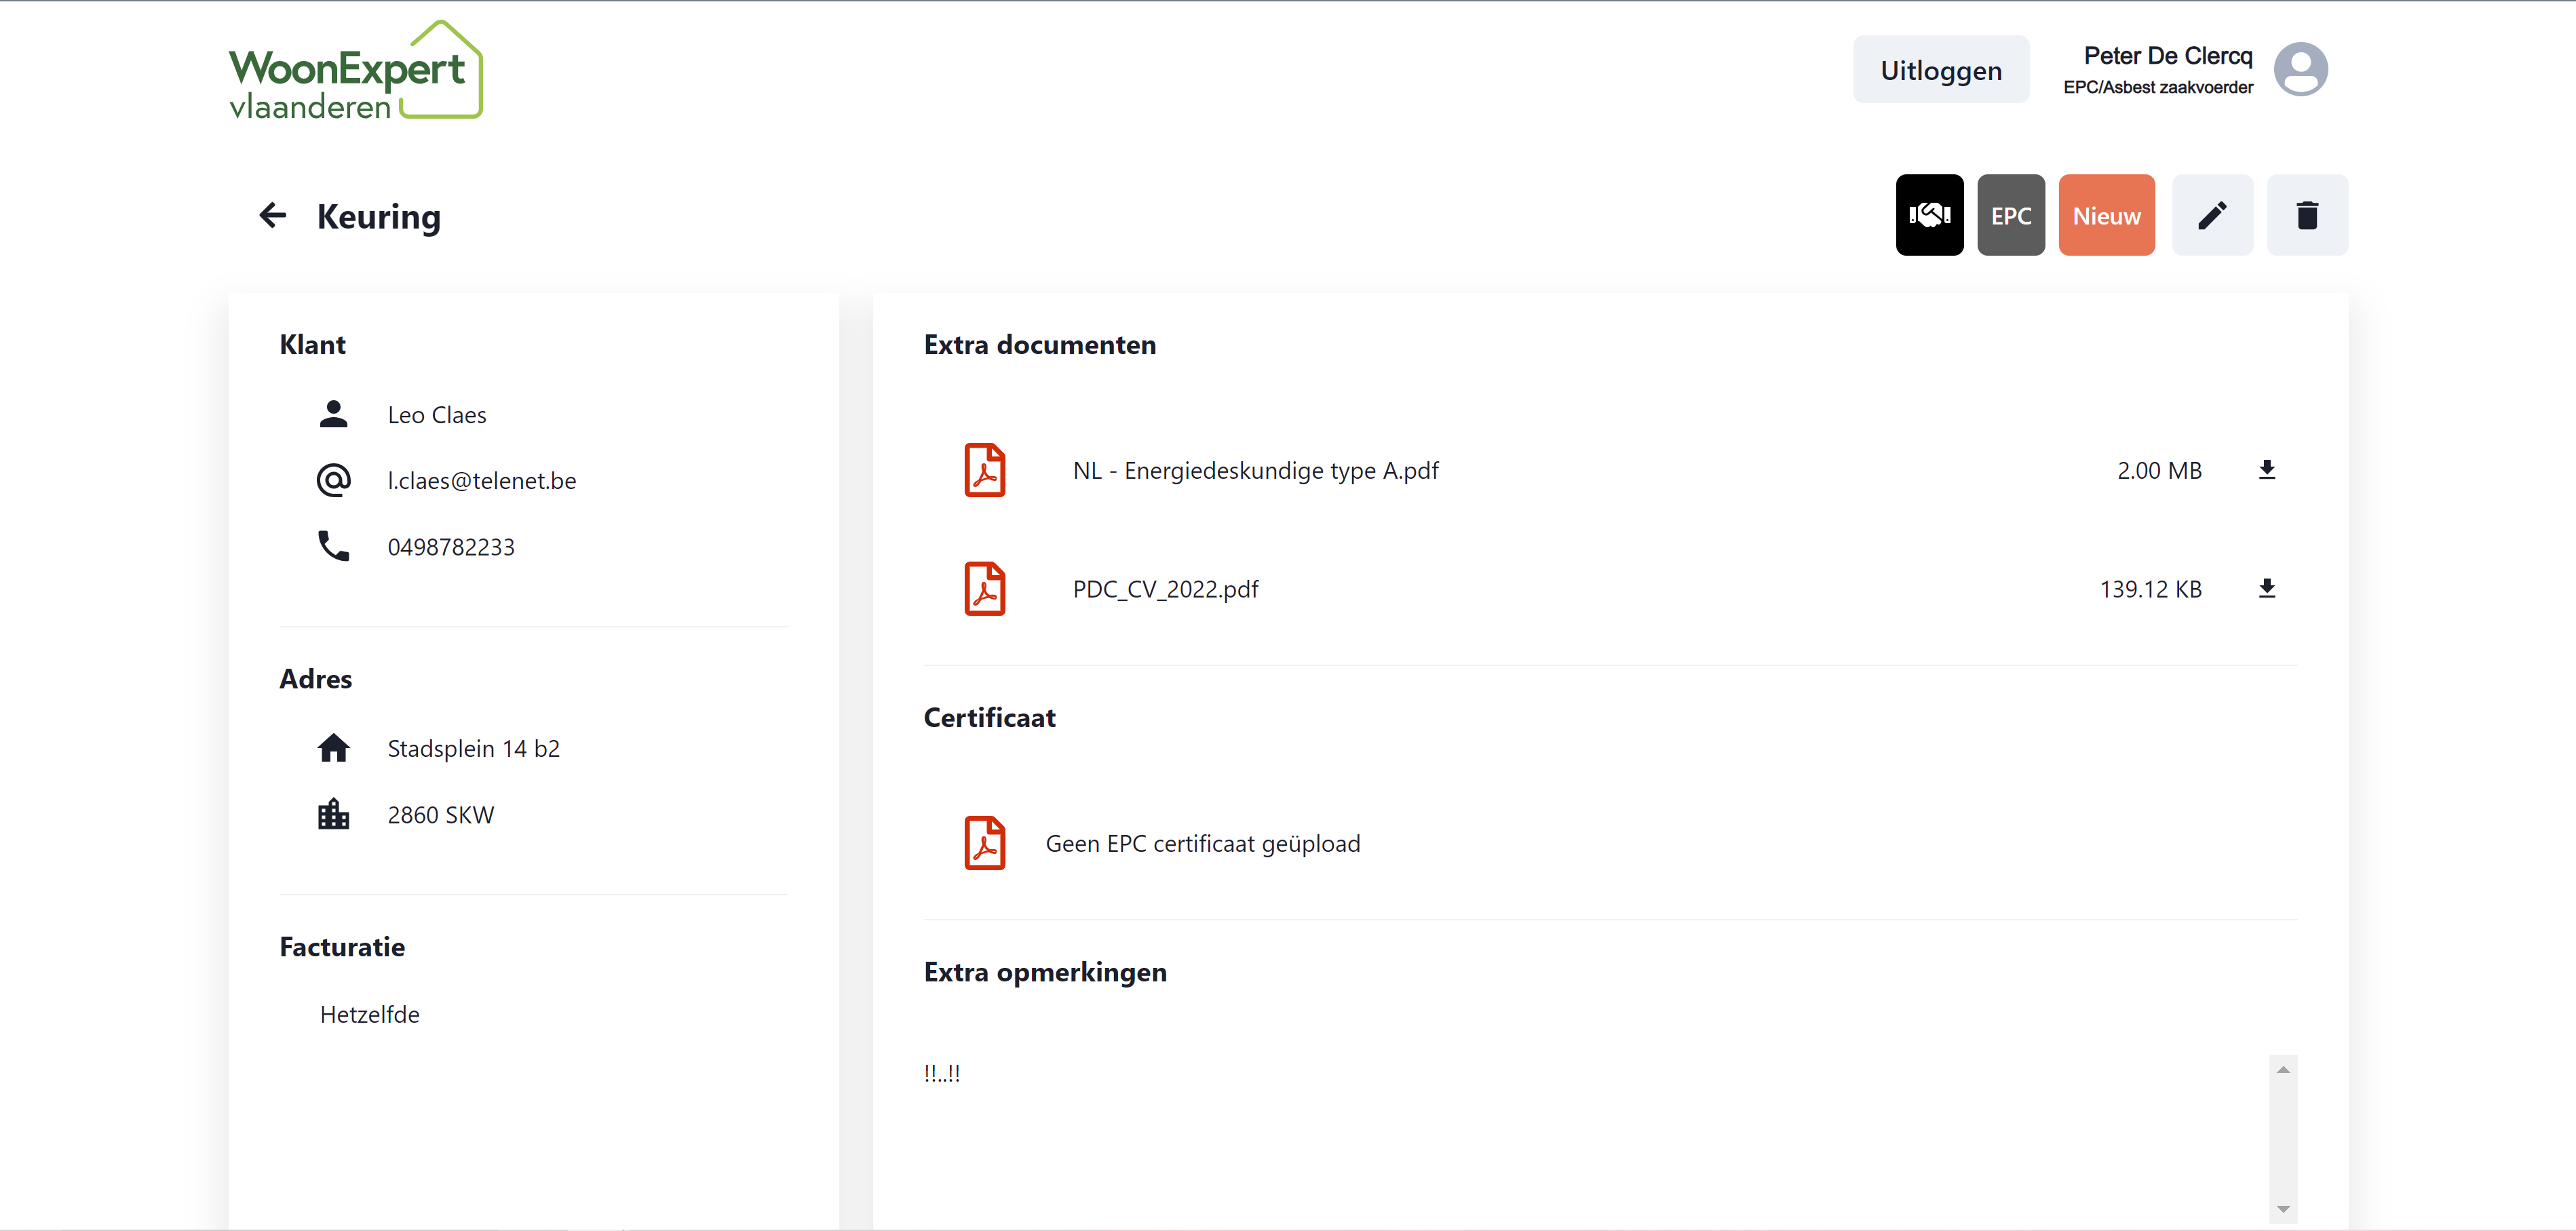 WoonExpert
vlaanderen
Uitloggen
Peter De Clercq
EPC/Asbest zaakvoerder
Keuring
EPC
Nieuw
Klant
Leo Claes
l.claes@telenet.be
0498782233
Adres
Stadsplein 14 b2
2860 SKW
Facturatie
Hetzelfde
Extra documenten
NL - Energiedeskundige type A.pdf
2.00 MB
PDC_CV_2022.pdf
139.12 KB
Certificaat
Geen EPC certificaat geüpload
Extra opmerkingen
!!..!!